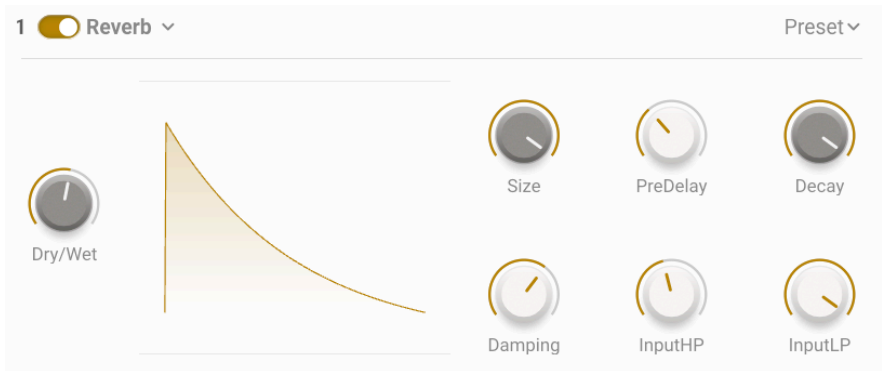 1 Reverb Preset
Size PreDelay Decay
Dry/Wet
Damping InputHP InputLP